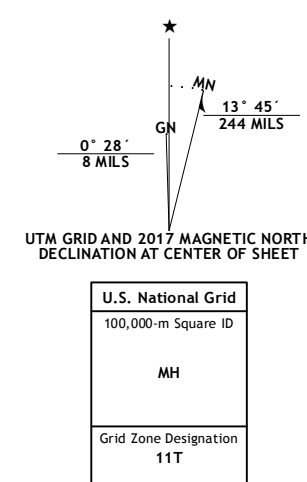 ★
MN
13° 45´
244 MILS
GN
0° 28´
8 MILS
UTM GRID AND 2017 MAGNETIC NORTH
DECLINATION AT CENTER OF SHEET
U.S. National Grid
100,000-m Square ID
MH
Grid Zone Designation
11T